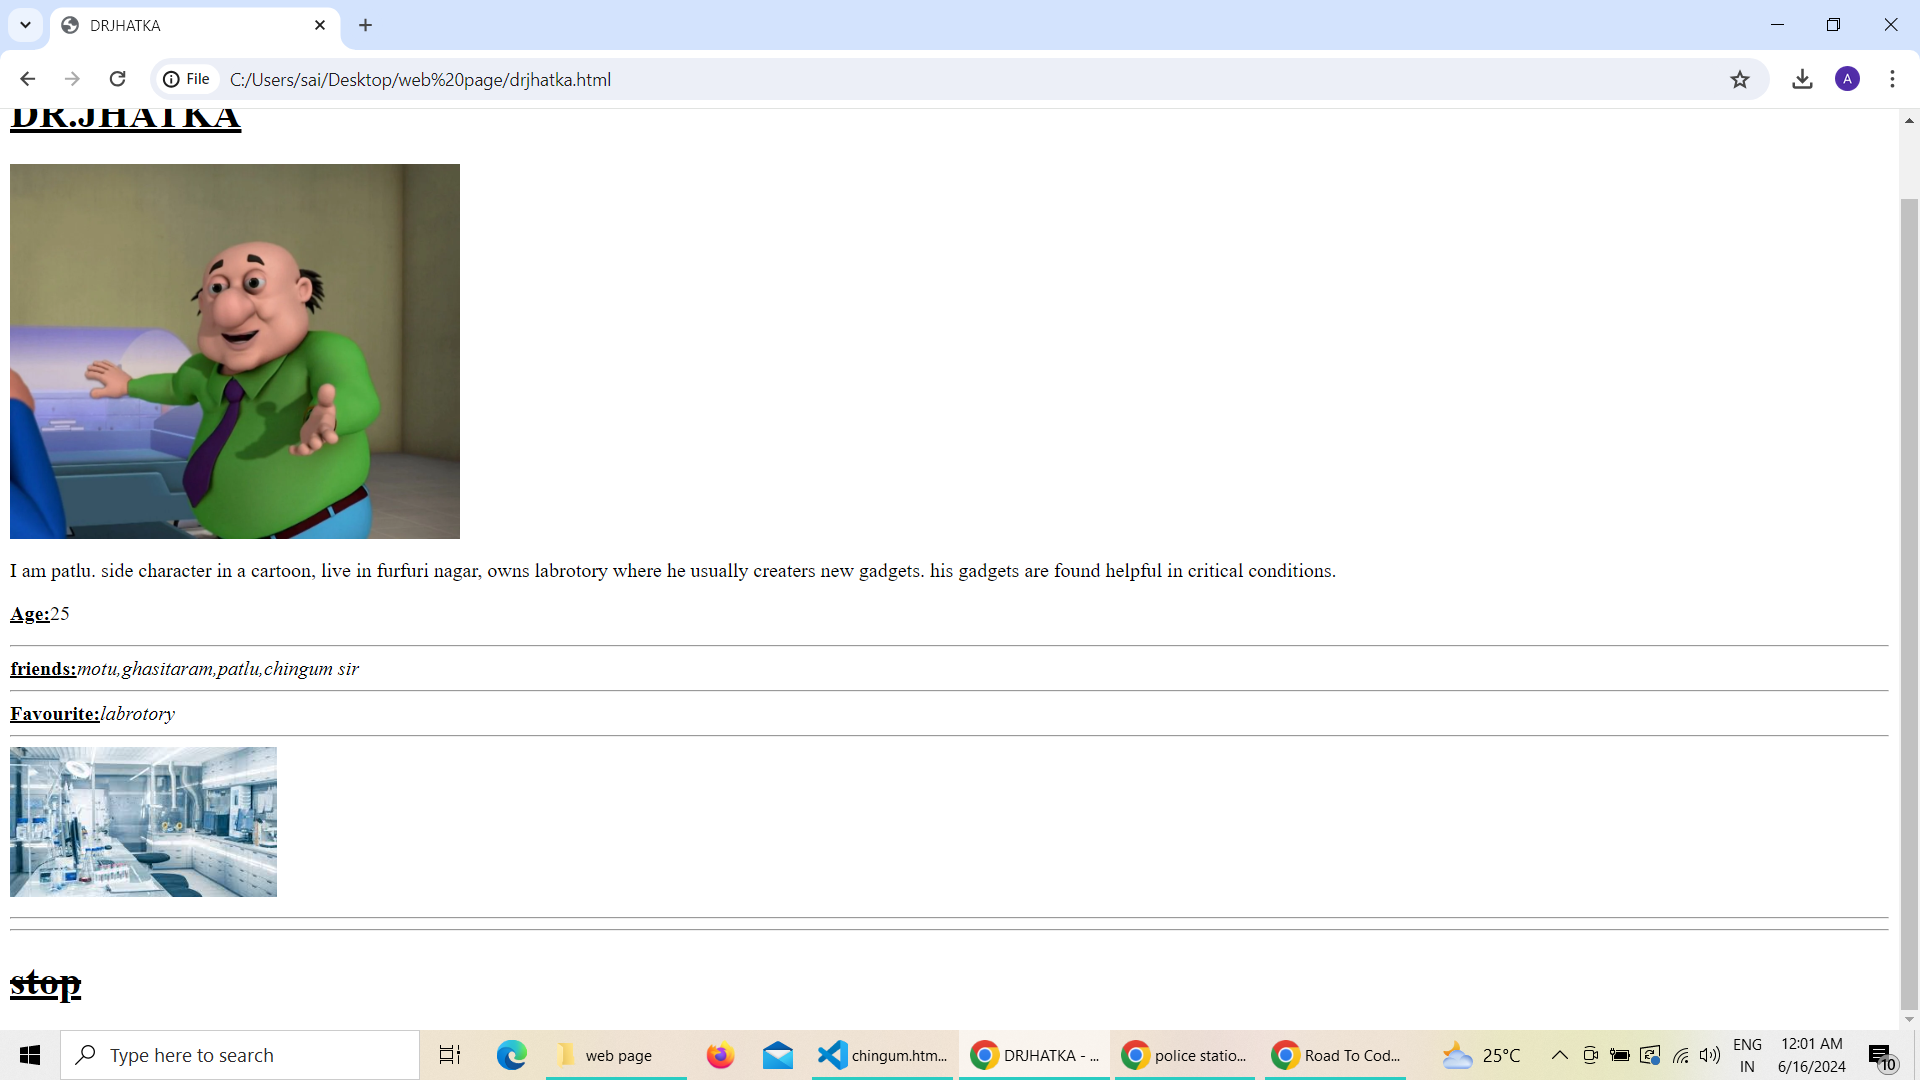 DRJHATKA
File
C:/Users/sai/Desktop/web%20page/drjhatka.html
A
DR.JHATKA
I am patlu. side character in a cartoon, live in furfuri nagar, owns labrotory where he usually creaters new gadgets. his gadgets are found helpful in critical conditions.
Age:25
friends:motu,ghasitaram,patlu,chingum sir
Favourite:labrotory
stop
Type here to search
web page
chingum.htm...
DRJHATKA - ...
police statio...
Road To Cod...
25°C
ENG
IN
12:01 AM
6/16/2024
10